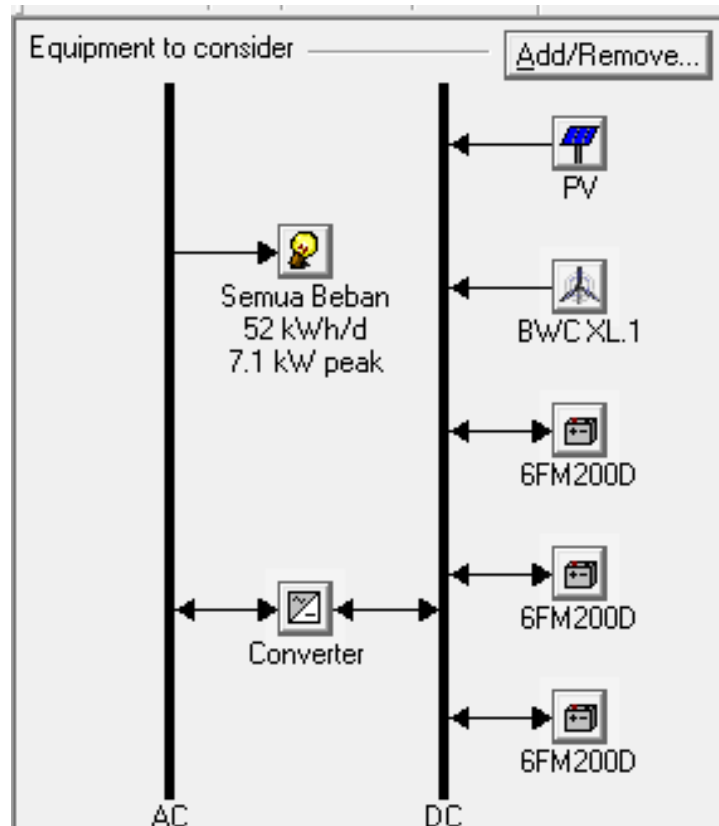 Equipment to consider
Add/Remove...
PV
Semua Beban
52 kWh/d
7.1 kW peak
BWC XL.1
6FM200D
6FM200D
Converter
6FM200D
AC
DC